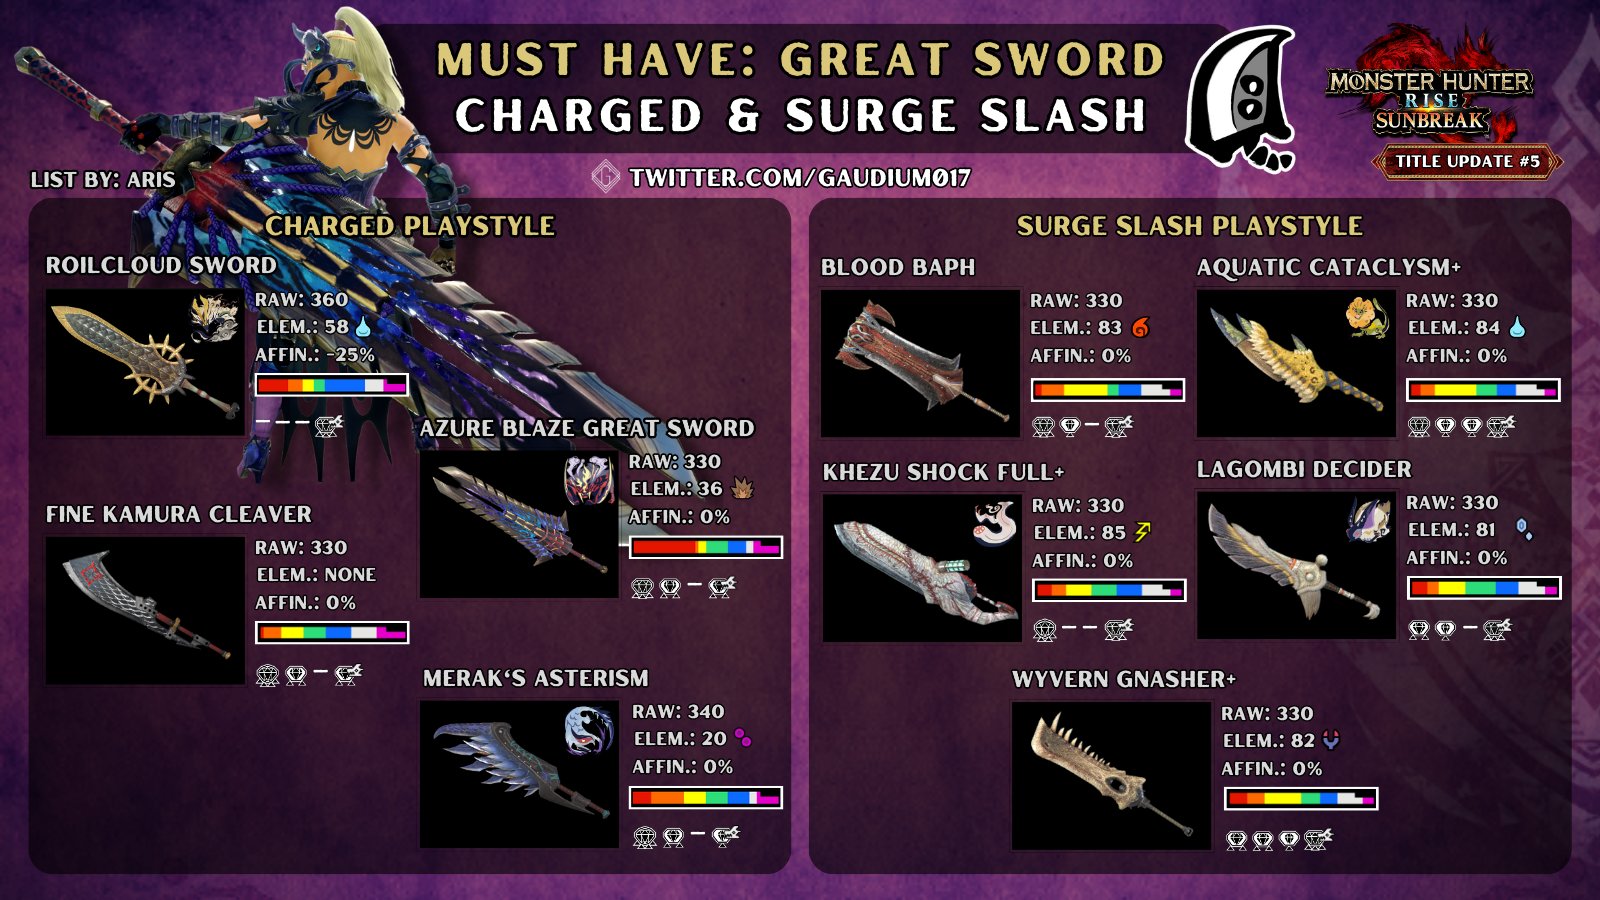 MUST HAVE: GREAT SWORD
CHARGED & SURGE SLASH
MONSTER HUNTER
RISE
SUNBREAK
TITLE UPDATE #5
LIST BY: ARIS
TWITTER.COM/GAUDIUM017
CHARGED PLAYSTYLE
ROILCLOUD SWORD
RAW: 360
ELEM.: 58
AFFIN.: -25%
AZURE BLAZE GREAT SWORD
RAW: 330
ELEM.: 36
AFFIN.: 0%
FINE KAMURA CLEAVER
RAW: 330
ELEM.: NONE
AFFIN.: 0%
MERAK'S ASTERISM
RAW: 340
ELEM.: 20
AFFIN.: 0%
SURGE SLASH PLAYSTYLE
BLOOD BAPH
RAW: 330
ELEM.: 83
AFFIN.: 0%
AQUATIC CATACLYSM+
RAW: 330
ELEM.: 84
AFFIN.: 0%
KHEZU SHOCK FULL+
RAW: 330
ELEM.: 85
AFFIN.: 0%
LAGOMBI DECIDER
RAW: 330
ELEM.: 81
AFFIN.: 0%
WYVERN GNASHER+
RAW: 330
ELEM.: 82
AFFIN.: 0%